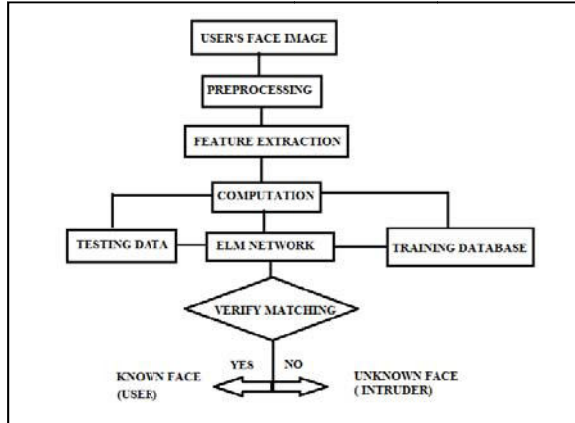 USER'S FACE IMAGE
PREPROCESSING
FEATURE EXTRACTION
COMPUTATION
TESTING DATA
ELM NETWORK
TRAINING DATABASE
VERIFY MATCHING
YES
NO
KNOWN FACE
(USER)
UNKNOWN FACE
( INTRUDER)